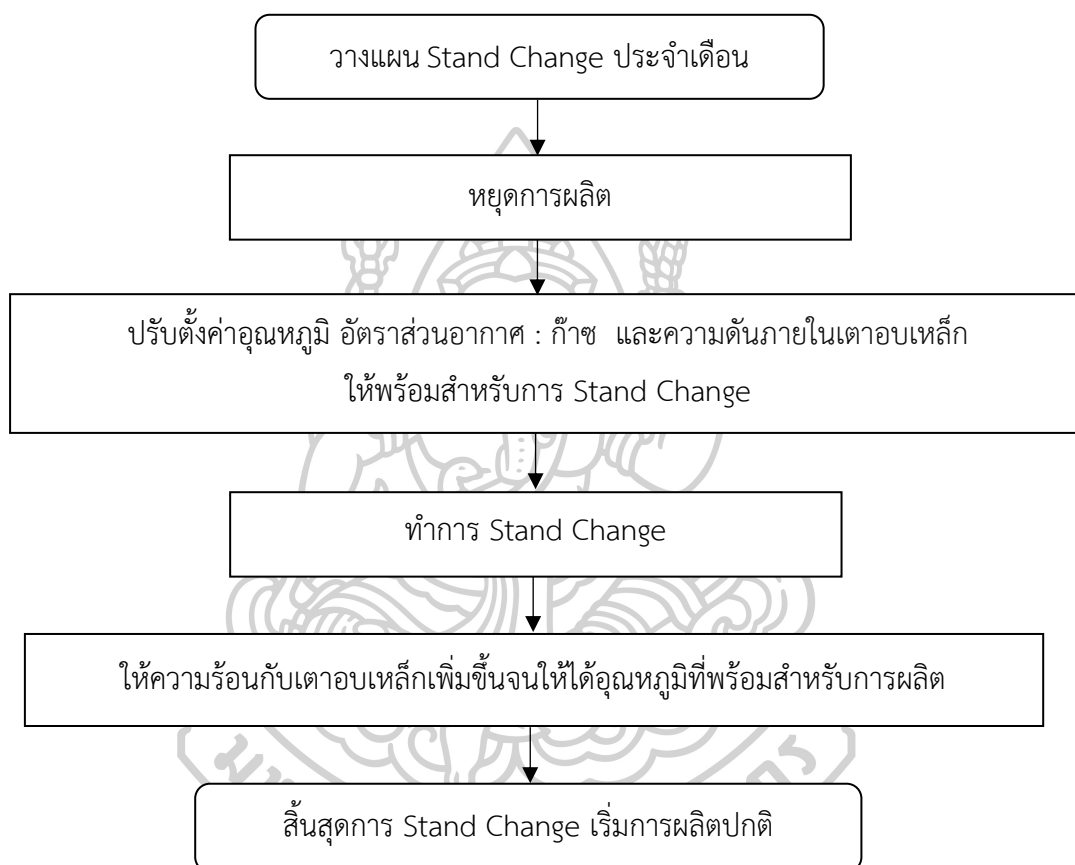 วางแผน Stand Change ประจำเดือน
หยุดการผลิต
ปรับตั้งค่าอุณหภูมิ อัตราส่วนอากาศ : ก๊าซ และความดันภายในเตาอบเหล็ก
ให้พร้อมสำหรับการ Stand Change
ทำการ Stand Change
ให้ความร้อนกับเตาอบเหล็กเพิ่มขึ้นจนให้ได้อุณหภูมิที่พร้อมสำหรับการผลิต
สิ้นสุดการ Stand Change เริ่มการผลิตปกติ